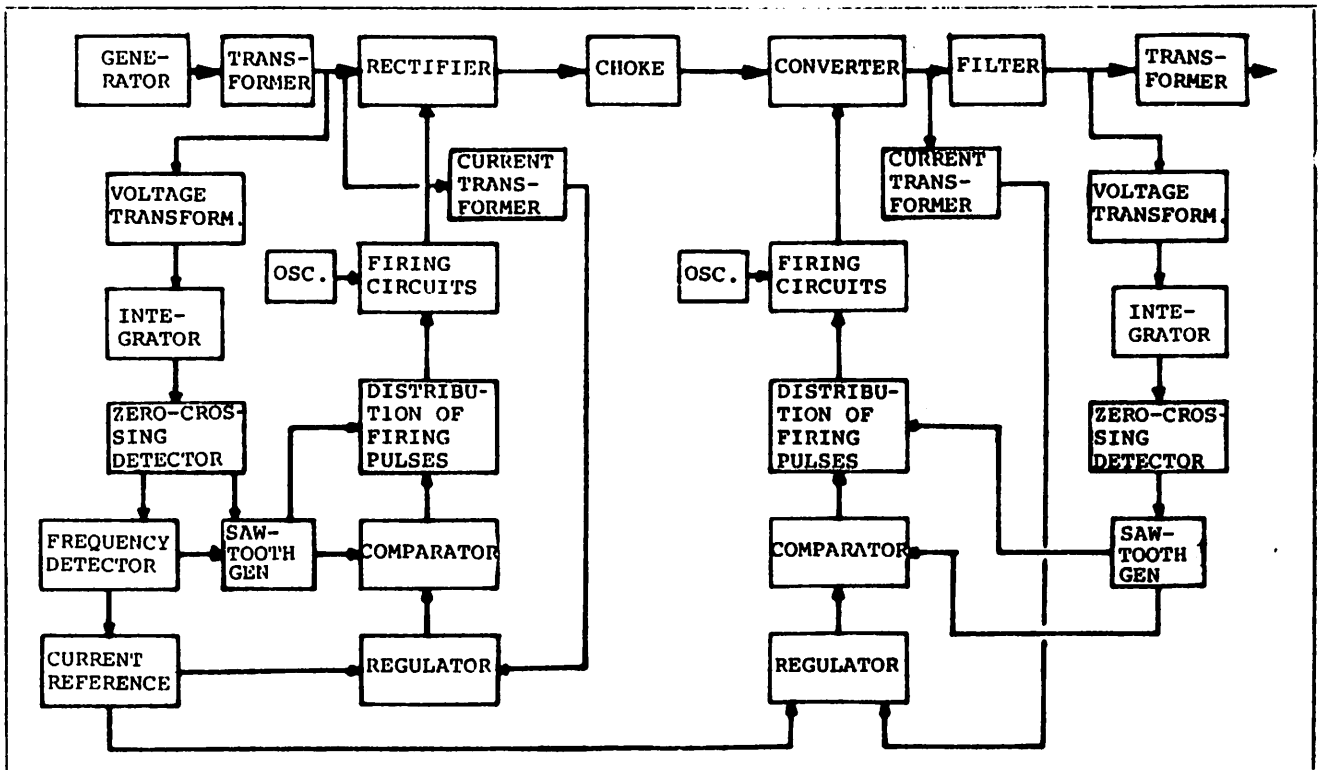 GENE-
RATOR
TRANS-
FORMER
RECTIFIER
CHOKE
CONVERTER
FILTER
TRANS-
FORMER
CURRENT
TRANS-
FORMER
CURRENT
TRANS-
FORMER
VOLTAGE
TRANSFORM.
VOLTAGE
TRANSFORM.
OSC.
FIRING
CIRCUITS
OSC.
FIRING
CIRCUITS
INTE-
GRATOR
INTE-
GRATOR
ZERO-CROS-
SING
DETECTOR
DISTRIBU-
TION OF
FIRING
PULSES
DISTRIBU-
TION OF
FIRING
PULSES
ZERO-CROS-
SING
DETECTOR
FREQUENCY
DETECTOR
SAW-
TOOTH
GEN
COMPARATOR
COMPARATOR
SAW-
TOOTH
GEN
CURRENT
REFERENCE
REGULATOR
REGULATOR